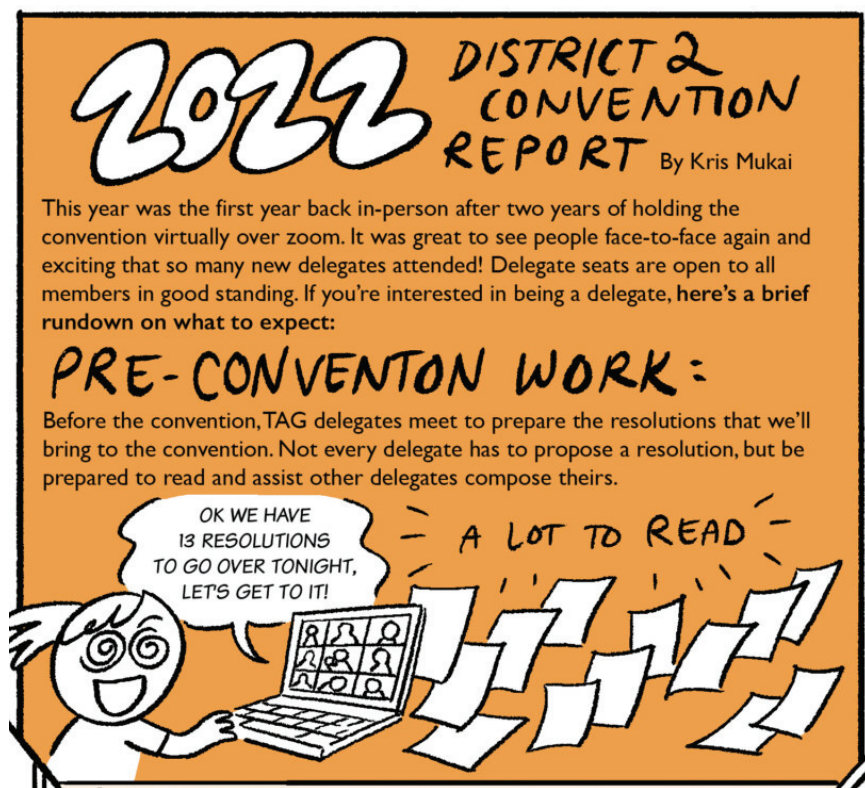 2022
DISTRICT 2
CONVENTION
REPORT By Kris Mukai
This year was the first year back in-person after two years of holding the
convention virtually over zoom. It was great to see people face-to-face again and
exciting that so many new delegates attended! Delegate seats are open to all
members in good standing. If you're interested in being a delegate, here's a brief
rundown on what to expect:
PRE-CONVENTON WORK:
Before the convention, TAG delegates meet to prepare the resolutions that we'll
bring to the convention. Not every delegate has to propose a resolution, but be
prepared to read and assist other delegates compose theirs.
OK WE HAVE
13 RESOLUTIONS
TO GO OVER TONIGHT,
LET'S GET TO IT!
A LOT TO READ